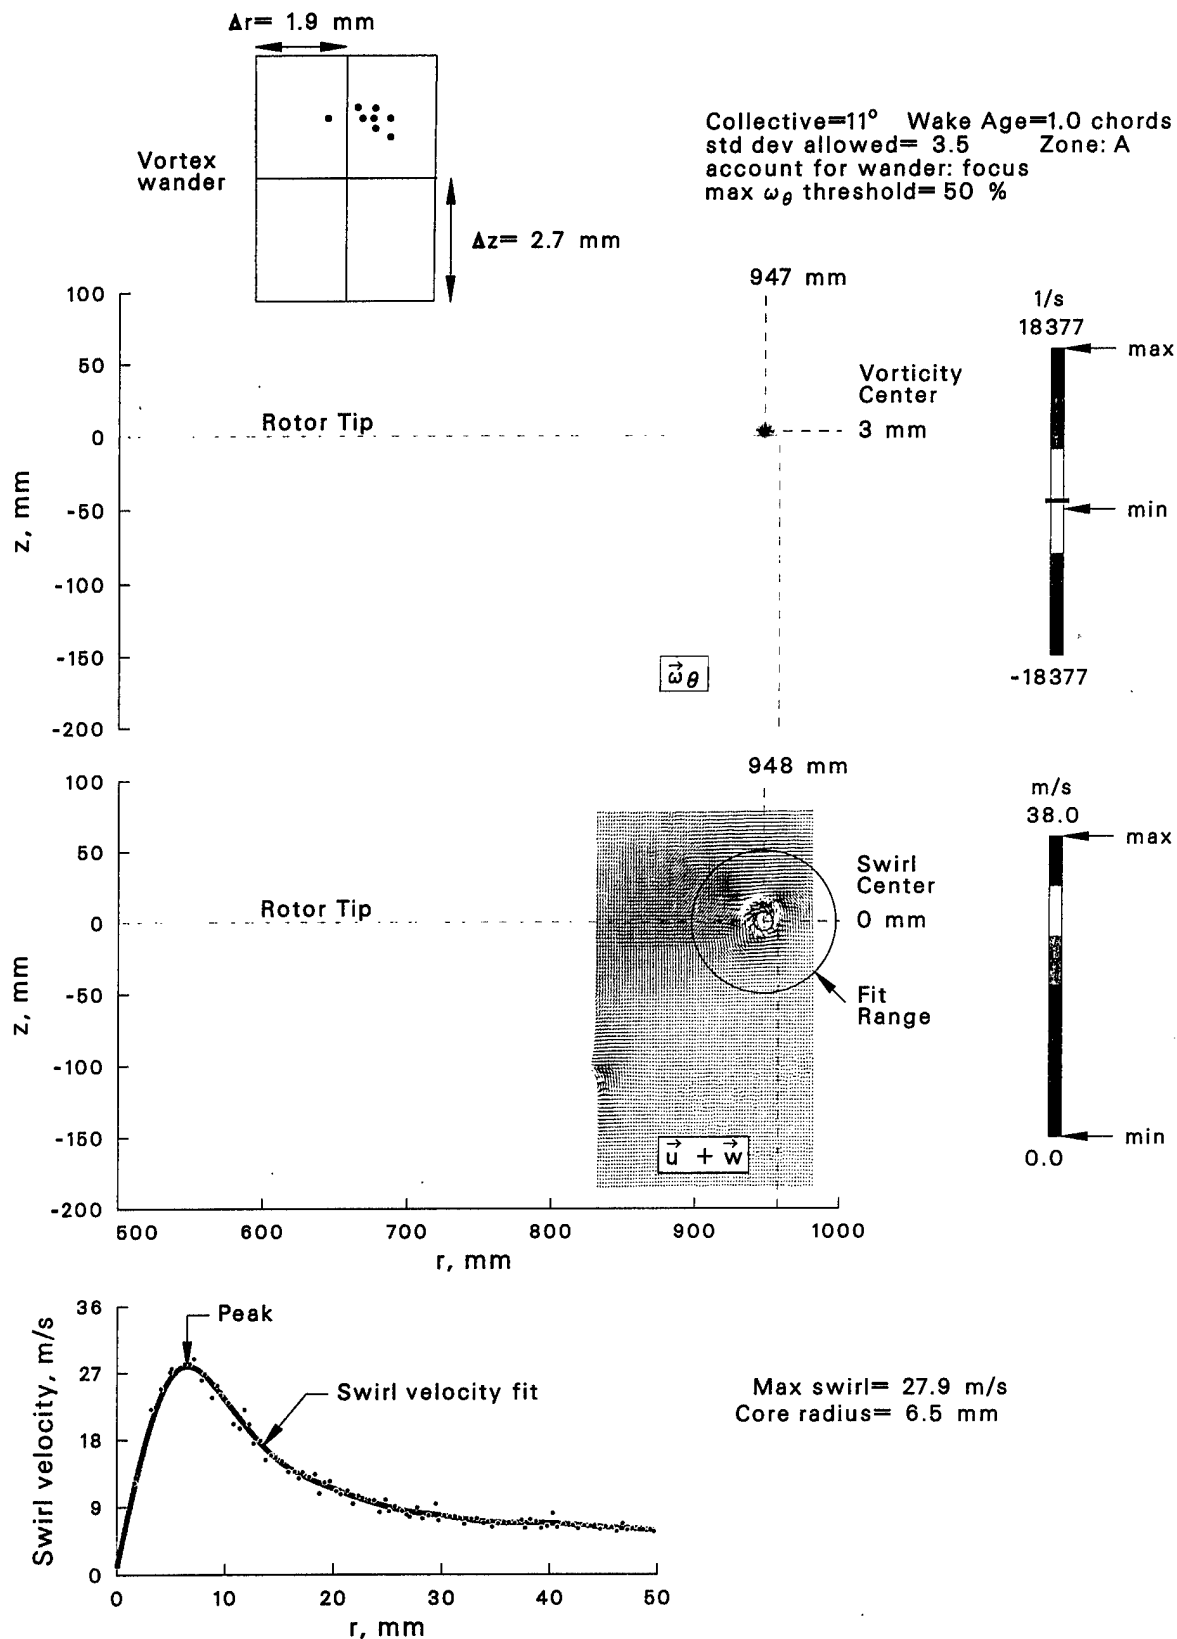 Δr= 1.9 mm
Vortex
wander
Δz= 2.7 mm
Collective=11° Wake Age=1.0 chords
std dev allowed= 3.5 Zone: A
account for wander: focus
max ωθ threshold= 50 %
947 mm
100
50
0
-50
-100
-150
-200
z, mm
Rotor Tip
Vorticity
Center
3 mm
ω⃗θ
1/s
18377
max
min
-18377
948 mm
100
50
0
-50
-100
-150
-200
z, mm
Rotor Tip
Swirl
Center
0 mm
Fit
Range
u⃗ + w⃗
m/s
38.0
max
min
0.0
500 600 700 800 900 1000
r, mm
36
27
18
9
0
Swirl velocity, m/s
Peak
Swirl velocity fit
Max swirl= 27.9 m/s
Core radius= 6.5 mm
0 10 20 30 40 50
r, mm